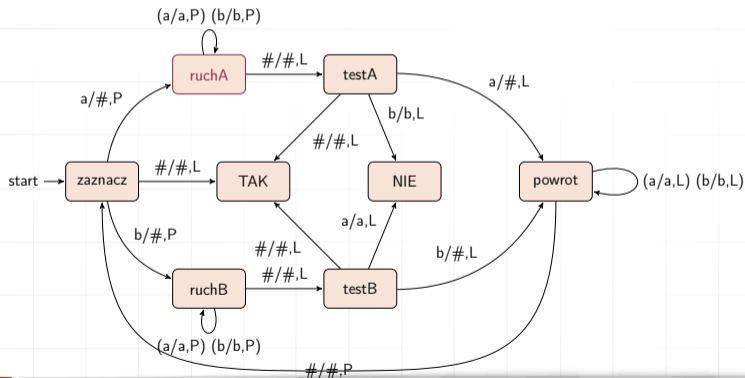 (a/a,P) (b/b,P)
ruchA
#/#,L
testA
a/#,L
a/#,P
b/b,L
#/#,L
start
zaznacz
#/#,L
TAK
NIE
powrot
(a/a,L) (b/b,L)
b/#,P
a/a,L
#/#,L
b/#,L
#/#,L
ruchB
testB
(a/a,P) (b/b,P)
#/#,P